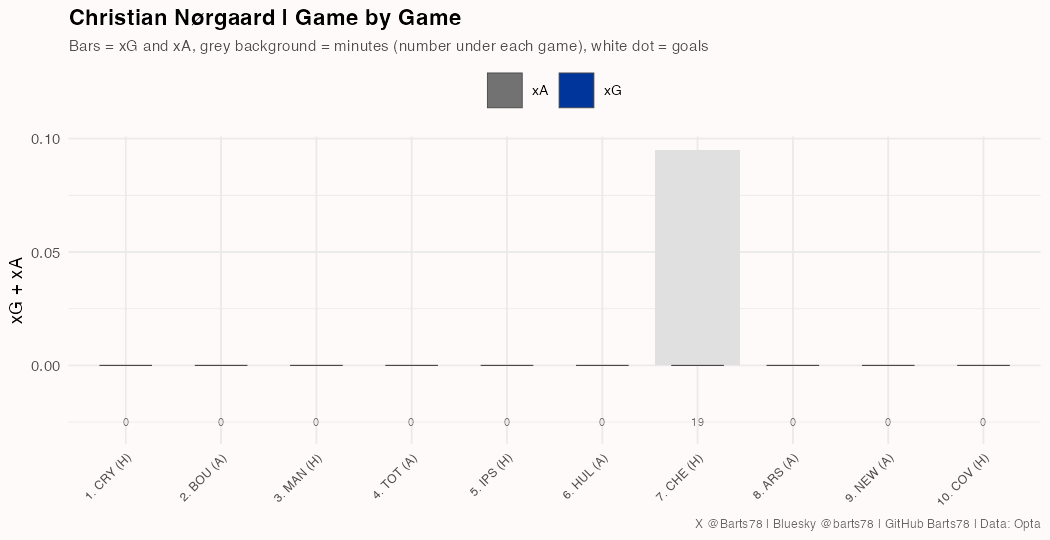 Christian Nørgaard | Game by Game
Bars = xG and xA, grey background = minutes (number under each game), white dot = goals
xA xG
xG + xA
0.10
0.05
0.00
0 0 0 0 0 0 19 0 0 0
1. CRY (H) 2. BOU (A) 3. MAN (H) 4. TOT (A) 5. IPS (H) 6. HUL (A) 7. CHE (H) 8. ARS (A) 9. NEW (A) 10. COV (H)
X @Barts78 | Bluesky @barts78 | GitHub Barts78 | Data: Opta